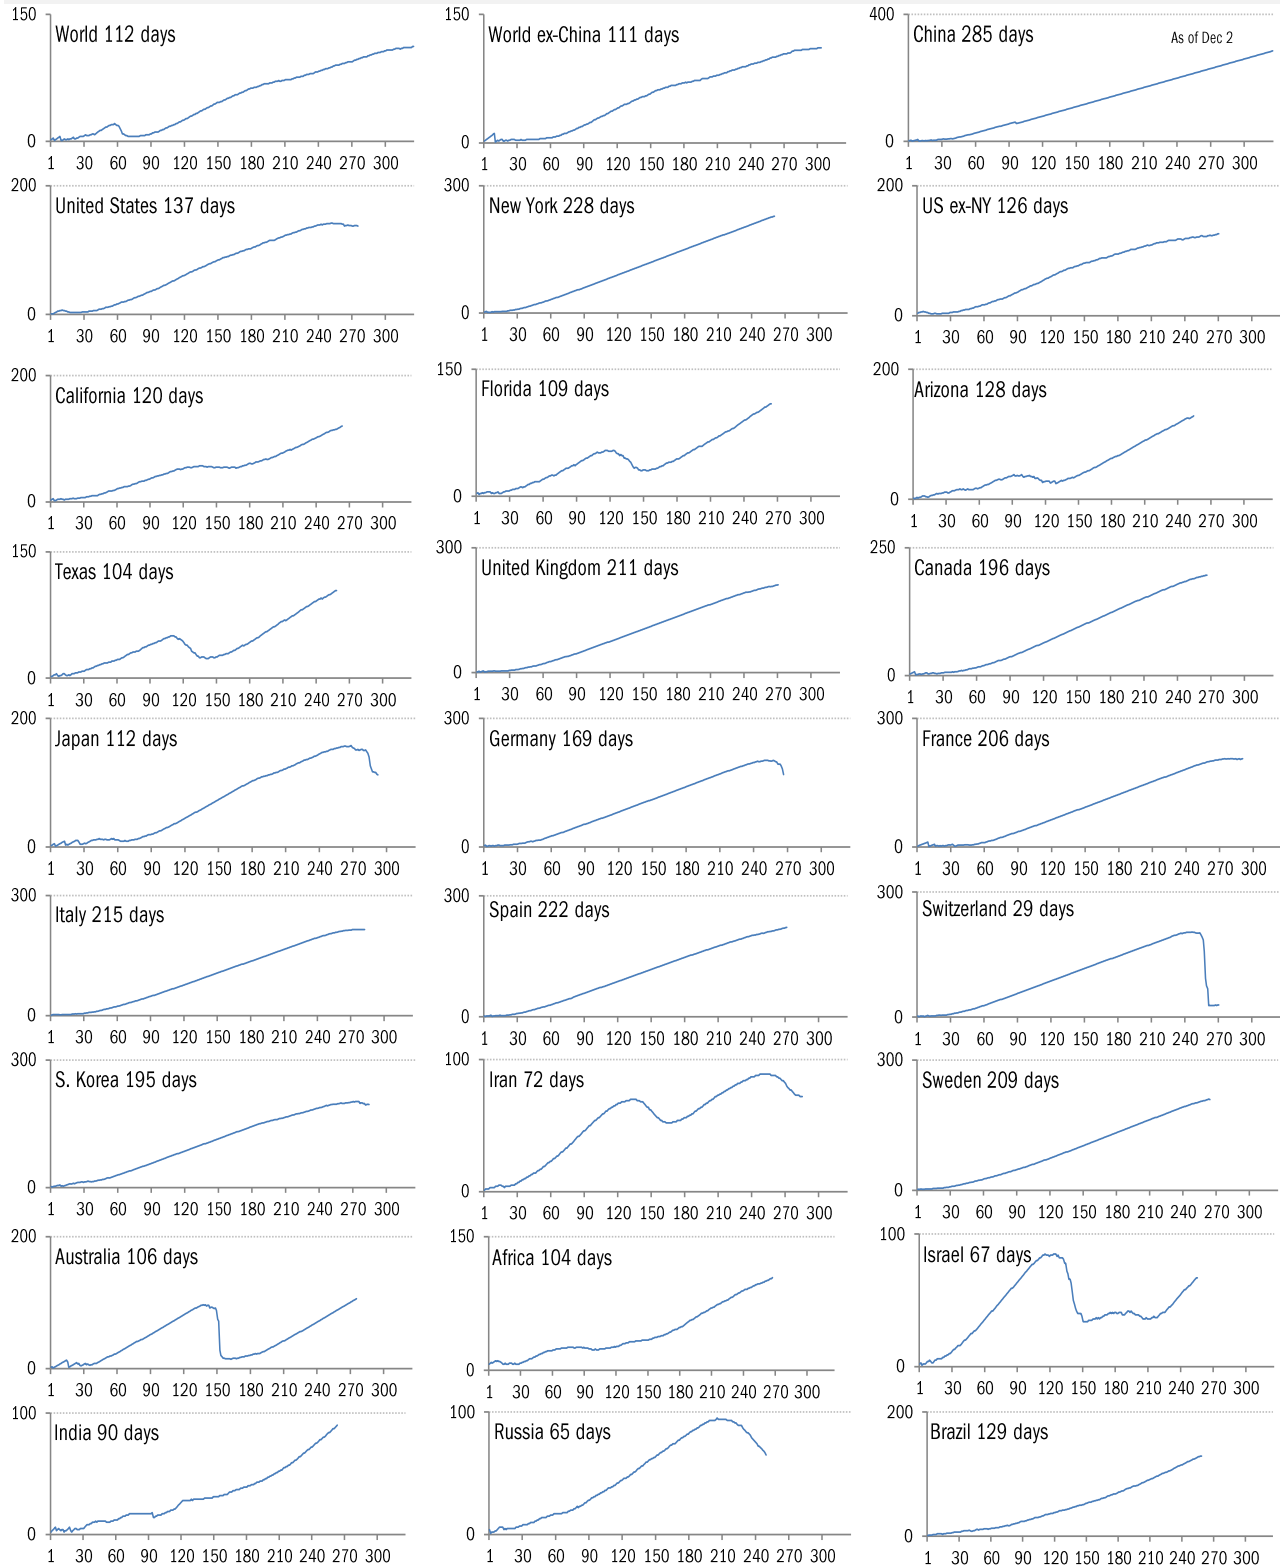 150
World 112 days
0
1 30 60 90 120 150 180 210 240 270 300
150
World ex-China 111 days
0
1 30 60 90 120 150 180 210 240 270 300
400
China 285 days
As of Dec 2
0
1 30 60 90 120 150 180 210 240 270 300
200
United States 137 days
0
1 30 60 90 120 150 180 210 240 270 300
300
New York 228 days
0
1 30 60 90 120 150 180 210 240 270 300
200
US ex-NY 126 days
0
1 30 60 90 120 150 180 210 240 270 300
200
California 120 days
0
1 30 60 90 120 150 180 210 240 270 300
150
Florida 109 days
0
1 30 60 90 120 150 180 210 240 270 300
200
Arizona 128 days
0
1 30 60 90 120 150 180 210 240 270 300
150
Texas 104 days
0
1 30 60 90 120 150 180 210 240 270 300
300
United Kingdom 211 days
0
1 30 60 90 120 150 180 210 240 270 300
250
Canada 196 days
0
1 30 60 90 120 150 180 210 240 270 300
200
Japan 112 days
0
1 30 60 90 120 150 180 210 240 270 300
300
Germany 169 days
0
1 30 60 90 120 150 180 210 240 270 300
300
France 206 days
0
1 30 60 90 120 150 180 210 240 270 300
300
Italy 215 days
0
1 30 60 90 120 150 180 210 240 270 300
300
Spain 222 days
0
1 30 60 90 120 150 180 210 240 270 300
300
Switzerland 29 days
0
1 30 60 90 120 150 180 210 240 270 300
300
S. Korea 195 days
0
1 30 60 90 120 150 180 210 240 270 300
100
Iran 72 days
0
1 30 60 90 120 150 180 210 240 270 300
300
Sweden 209 days
0
1 30 60 90 120 150 180 210 240 270 300
200
Australia 106 days
0
1 30 60 90 120 150 180 210 240 270 300
150
Africa 104 days
0
1 30 60 90 120 150 180 210 240 270 300
100
Israel 67 days
0
1 30 60 90 120 150 180 210 240 270 300
100
India 90 days
0
1 30 60 90 120 150 180 210 240 270 300
100
Russia 65 days
0
1 30 60 90 120 150 180 210 240 270 300
200
Brazil 129 days
0
1 30 60 90 120 150 180 210 240 270 300